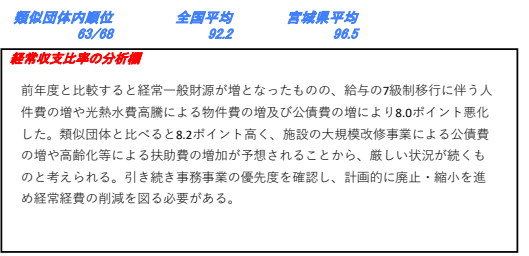 類似団体内順位 全国平均 宮城県平均
63/68 92.2 96.5
経常収支比率の分析欄
前年度と比較すると経常一般財源が増となったものの、給与の7級制移行に伴う人
件費の増や光熱水費高騰による物件費の増及び公債費の増により8.0ポイント悪化
した。類似団体と比べると8.2ポイント高く、施設の大規模改修事業による公債費
の増や高齢化等による扶助費の増加が予想されることから、厳しい状況が続くも
のと考えられる。引き続き事務事業の優先度を確認し、計画的に廃止・縮小を進
め経常経費の削減を図る必要がある。